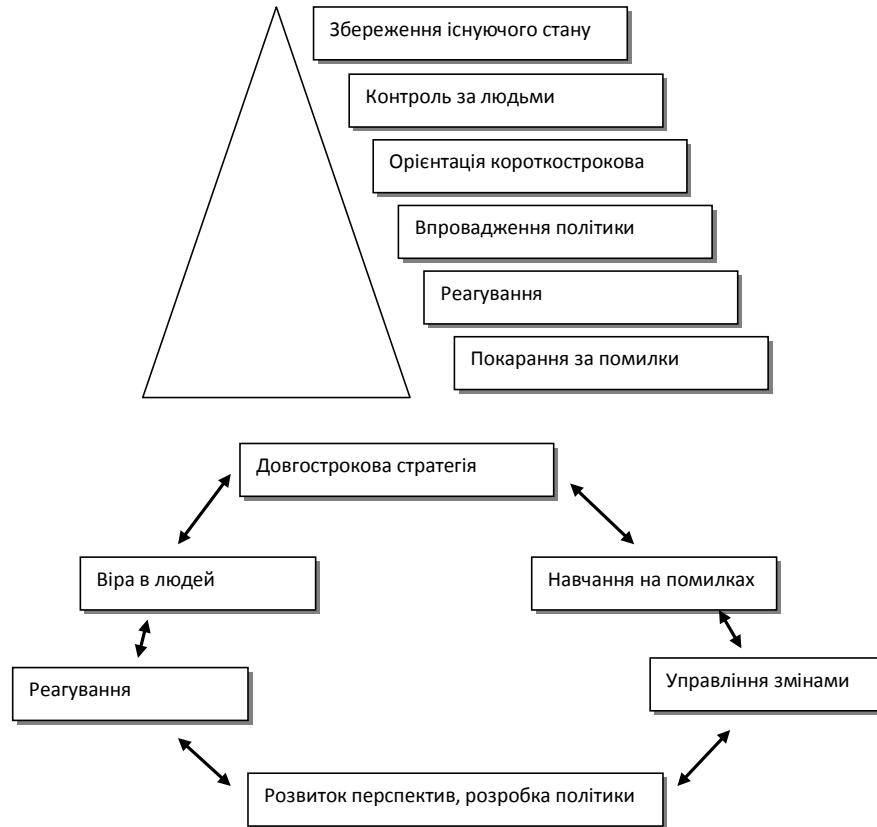 Збереження існуючого стану
Контроль за людьми
Орієнтація короткострокова
Впровадження політики
Реагування
Покарання за помилки
Довгострокова стратегія
Віра в людей
Навчання на помилках
Реагування
Управління змінами
Розвиток перспектив, розробка політики